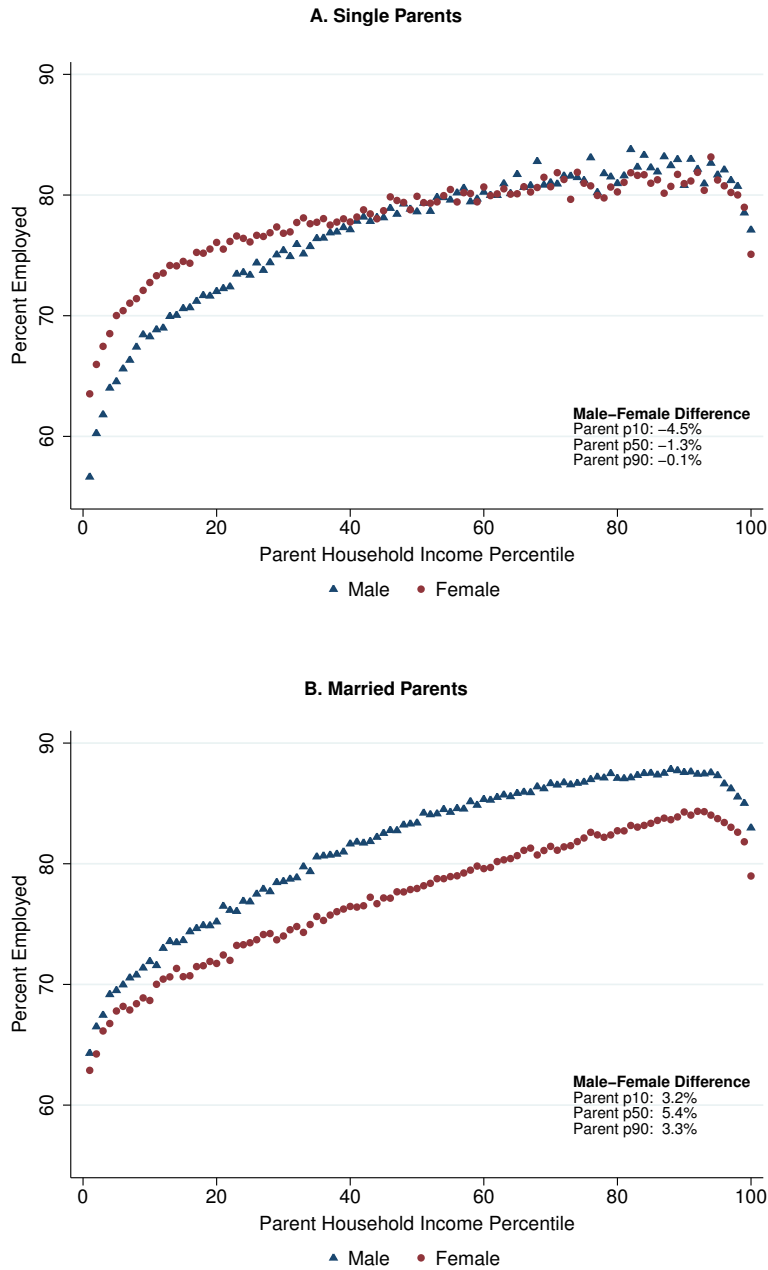 A. Single Parents
90
80
70
60
Percent Employed
Male−Female Difference
Parent p10: −4.5%
Parent p50: −1.3%
Parent p90: −0.1%
0 20 40 60 80 100
Parent Household Income Percentile
Male Female
B. Married Parents
90
80
70
60
Percent Employed
Male−Female Difference
Parent p10: 3.2%
Parent p50: 5.4%
Parent p90: 3.3%
0 20 40 60 80 100
Parent Household Income Percentile
Male Female